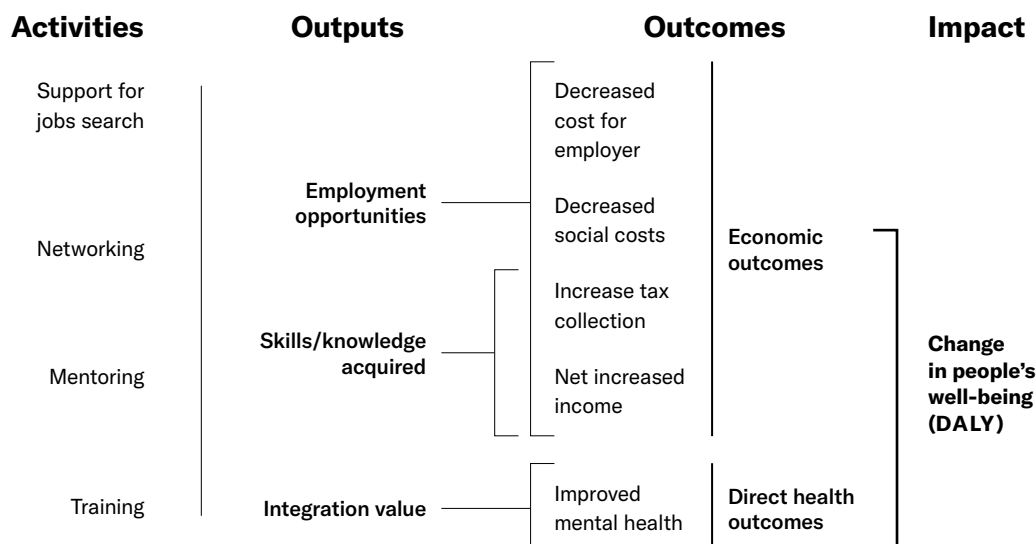 Activities
Outputs
Outcomes
Impact
Support for
jobs search
Networking
Mentoring
Training
Employment
opportunities
Skills/knowledge
acquired
Integration value
Decreased
cost for
employer
Decreased
social costs
Increase tax
collection
Net increased
income
Improved
mental health
Economic
outcomes
Direct health
outcomes
Change
in people's
well-being
(DALY)